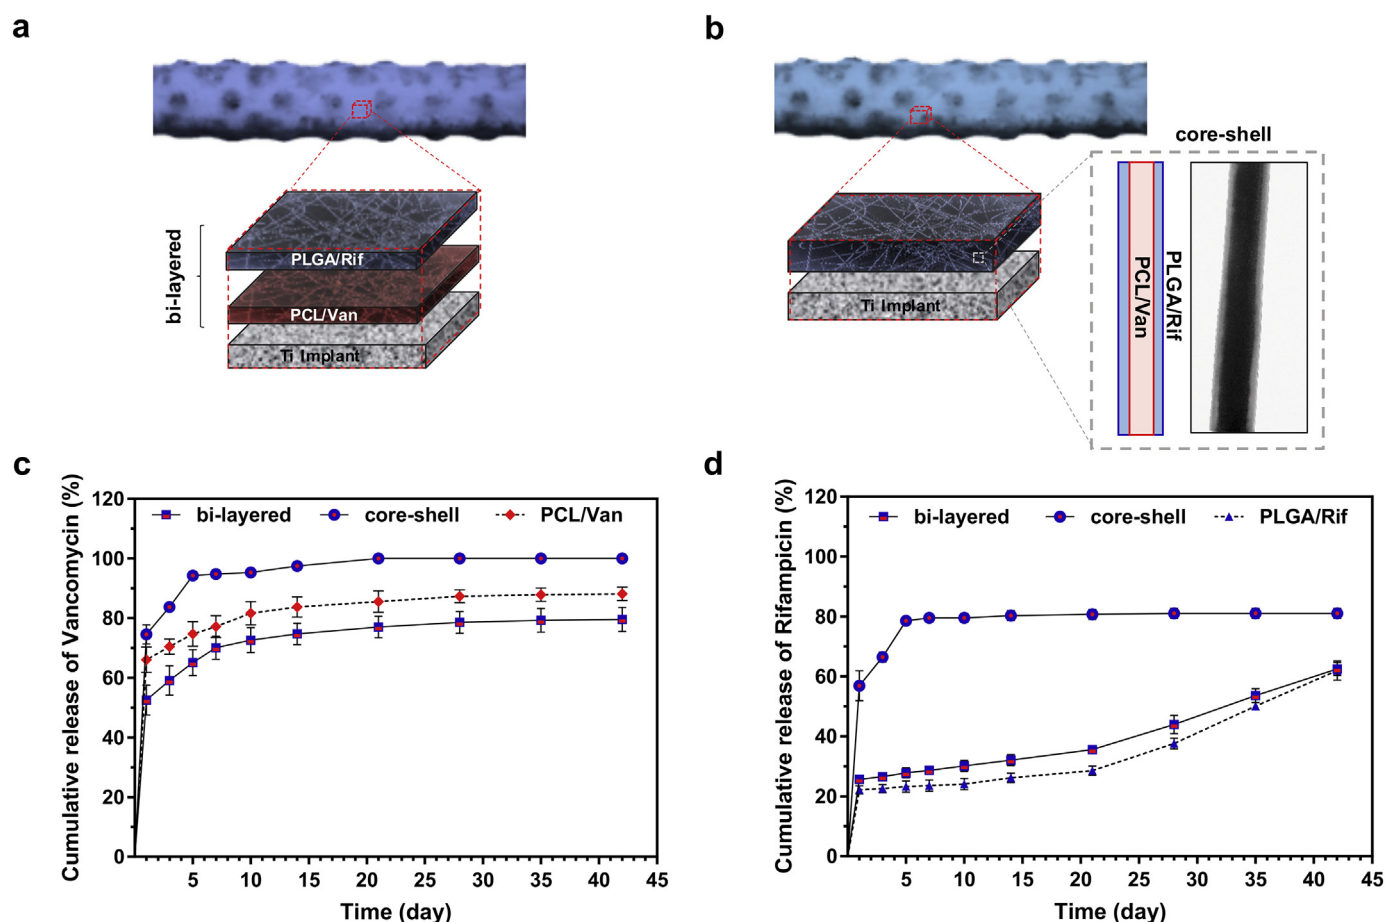 a
bi-layered
PLGA/Rif
PCL/Van
Ti Implant
b
core-shell
Ti Implant
PCL/Van
PLGA/Rif
c
Cumulative release of Vancomycin (%)
120
100
80
60
40
20
0
bi-layered core-shell PCL/Van
5 10 15 20 25 30 35 40 45
Time (day)
d
Cumulative release of Rifampicin (%)
120
100
80
60
40
20
0
bi-layered core-shell PLGA/Rif
5 10 15 20 25 30 35 40 45
Time (day)